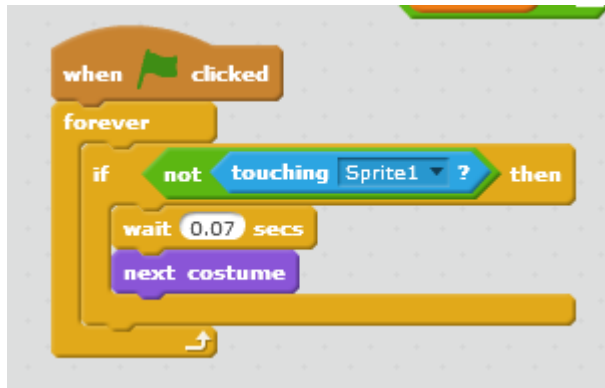 when clicked
forever
if not touching Sprite1 ? then
wait 0.07 secs
next costume